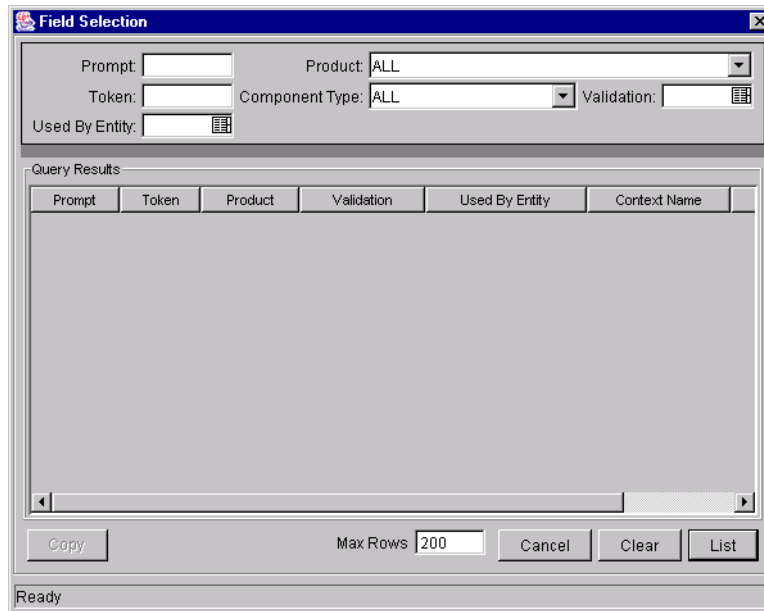 Field Selection
Prompt: Product: ALL
Token: Component Type: ALL Validation:
Used By Entity:
Query Results
Prompt Token Product Validation Used By Entity Context Name
Copy Max Rows 200 Cancel Clear List
Ready